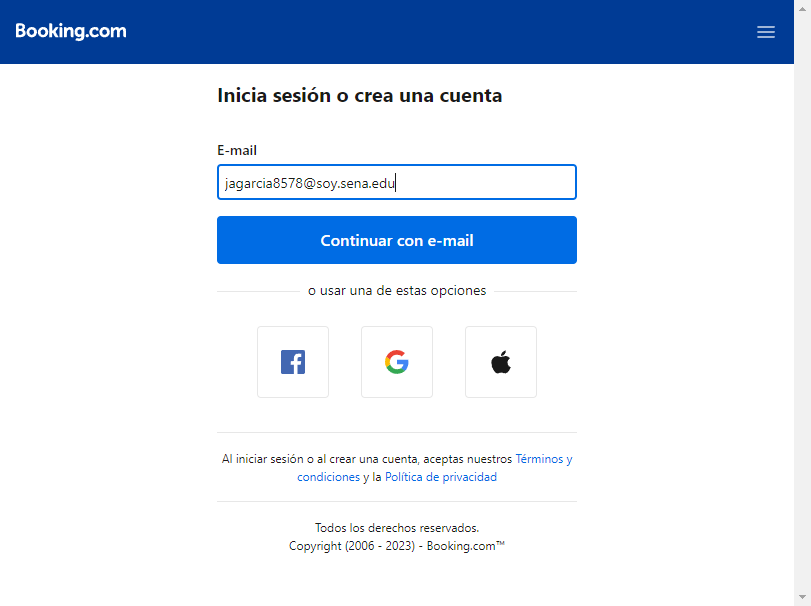 Booking.com
Inicia sesión o crea una cuenta
E-mail
jagarcia8578@soy.sena.edu
Continuar con e-mail
o usar una de estas opciones
Al iniciar sesión o al crear una cuenta, aceptas nuestros Términos y
condiciones y la Política de privacidad
Todos los derechos reservados.
Copyright (2006 - 2023) - Booking.com™